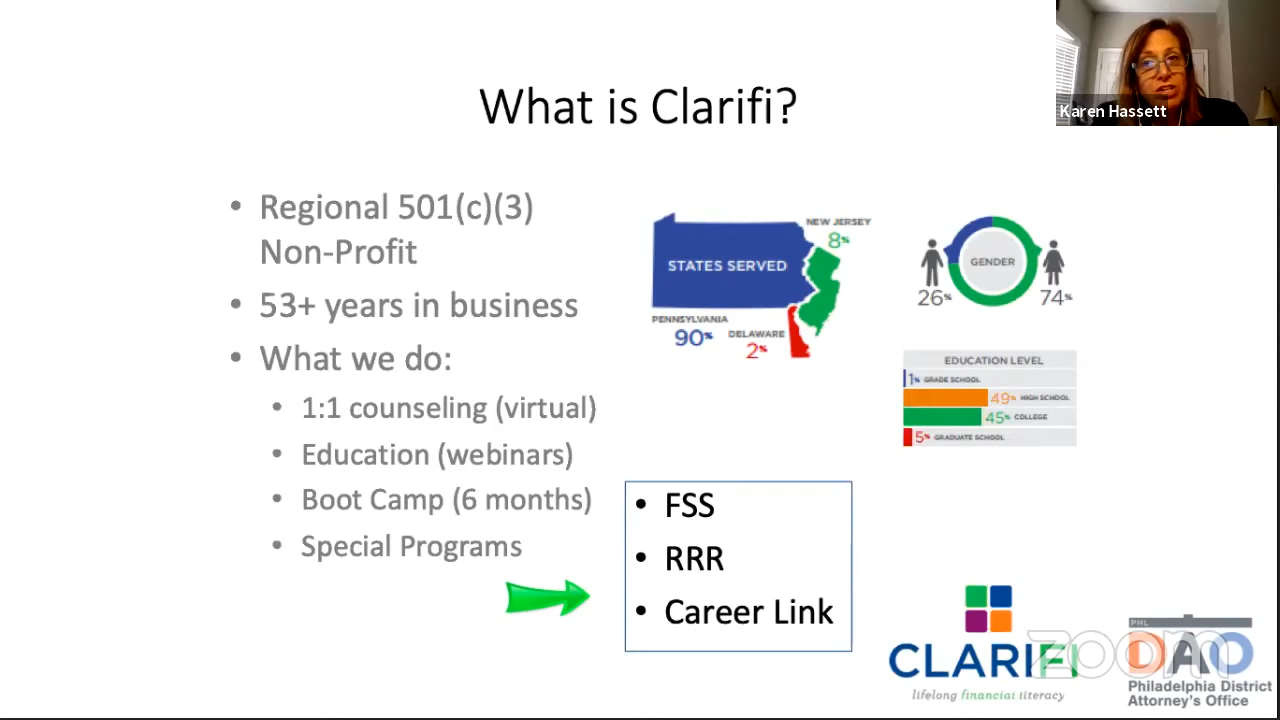 Karen Hassett
What is Clarifi?
• Regional 501(c)(3)
Non-Profit
• 53+ years in business
• What we do:
• 1:1 counseling (virtual)
• Education (webinars)
• Boot Camp (6 months)
• Special Programs
NEW JERSEY
8%
STATES SERVED
PENNSYLVANIA
90%
DELAWARE
2%
GENDER
26%
74%
EDUCATION LEVEL
1% GRADE SCHOOL
49% HIGH SCHOOL
45% COLLEGE
5% GRADUATE SCHOOL
• FSS
• RRR
• Career Link
CLARIFI
lifelong financial literacy
zoom
PHL
DAO
Philadelphia District
Attorney's Office